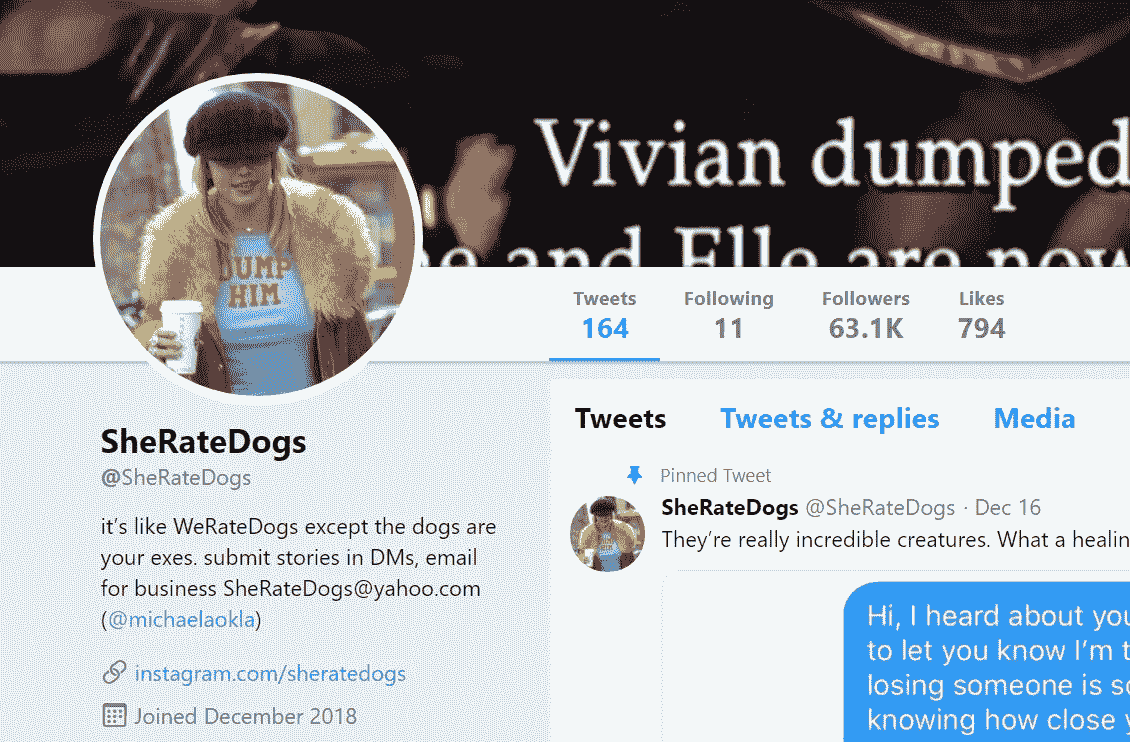 Vivian dumped
e and Elle are now
DUMP
HIM
Tweets Following Followers Likes
164 11 63.1K 794
SheRateDogs
@SheRateDogs
it's like WeRateDogs except the dogs are
your exes. submit stories in DMs, email
for business SheRateDogs@yahoo.com
(@michaelaokla)
instagram.com/sheratedogs
Joined December 2018
Tweets Tweets & replies Media
Pinned Tweet
SheRateDogs @SheRateDogs · Dec 16
They're really incredible creatures. What a healin
Hi, I heard about you
to let you know I'm t
losing someone is so
knowing how close y